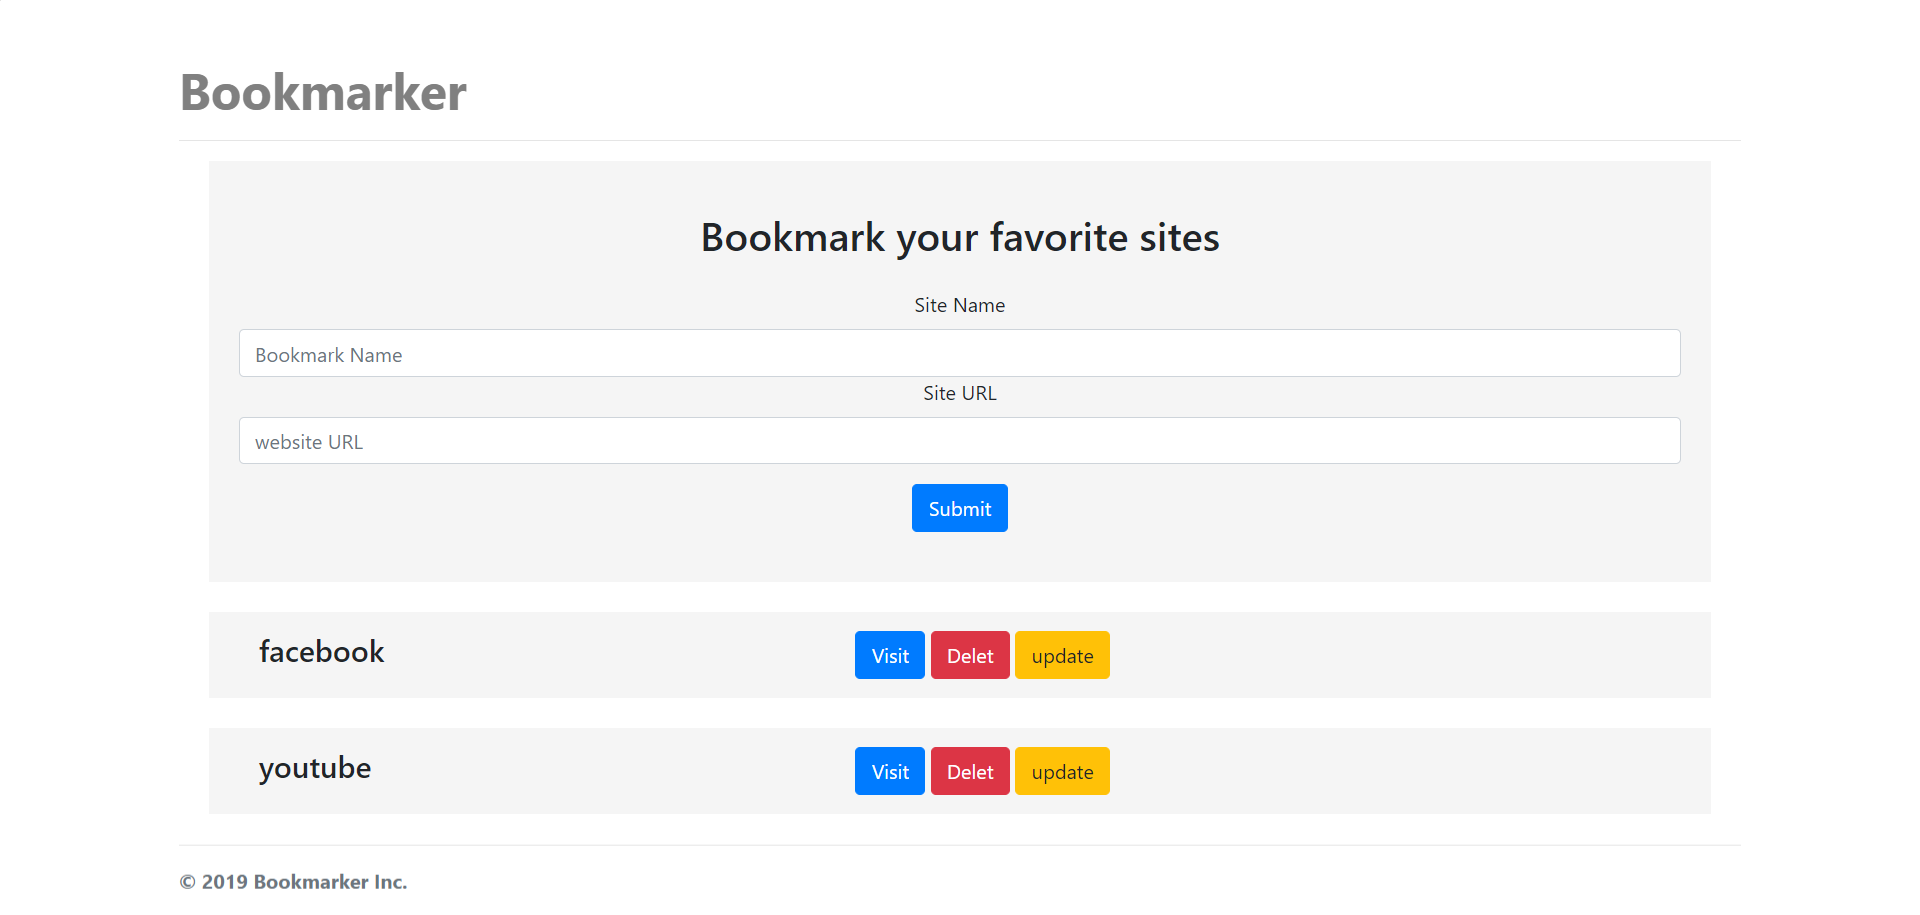 Bookmarker
Bookmark your favorite sites
Site Name
Bookmark Name
Site URL
website URL
Submit
facebook Visit Delet update
youtube Visit Delet update
© 2019 Bookmarker Inc.